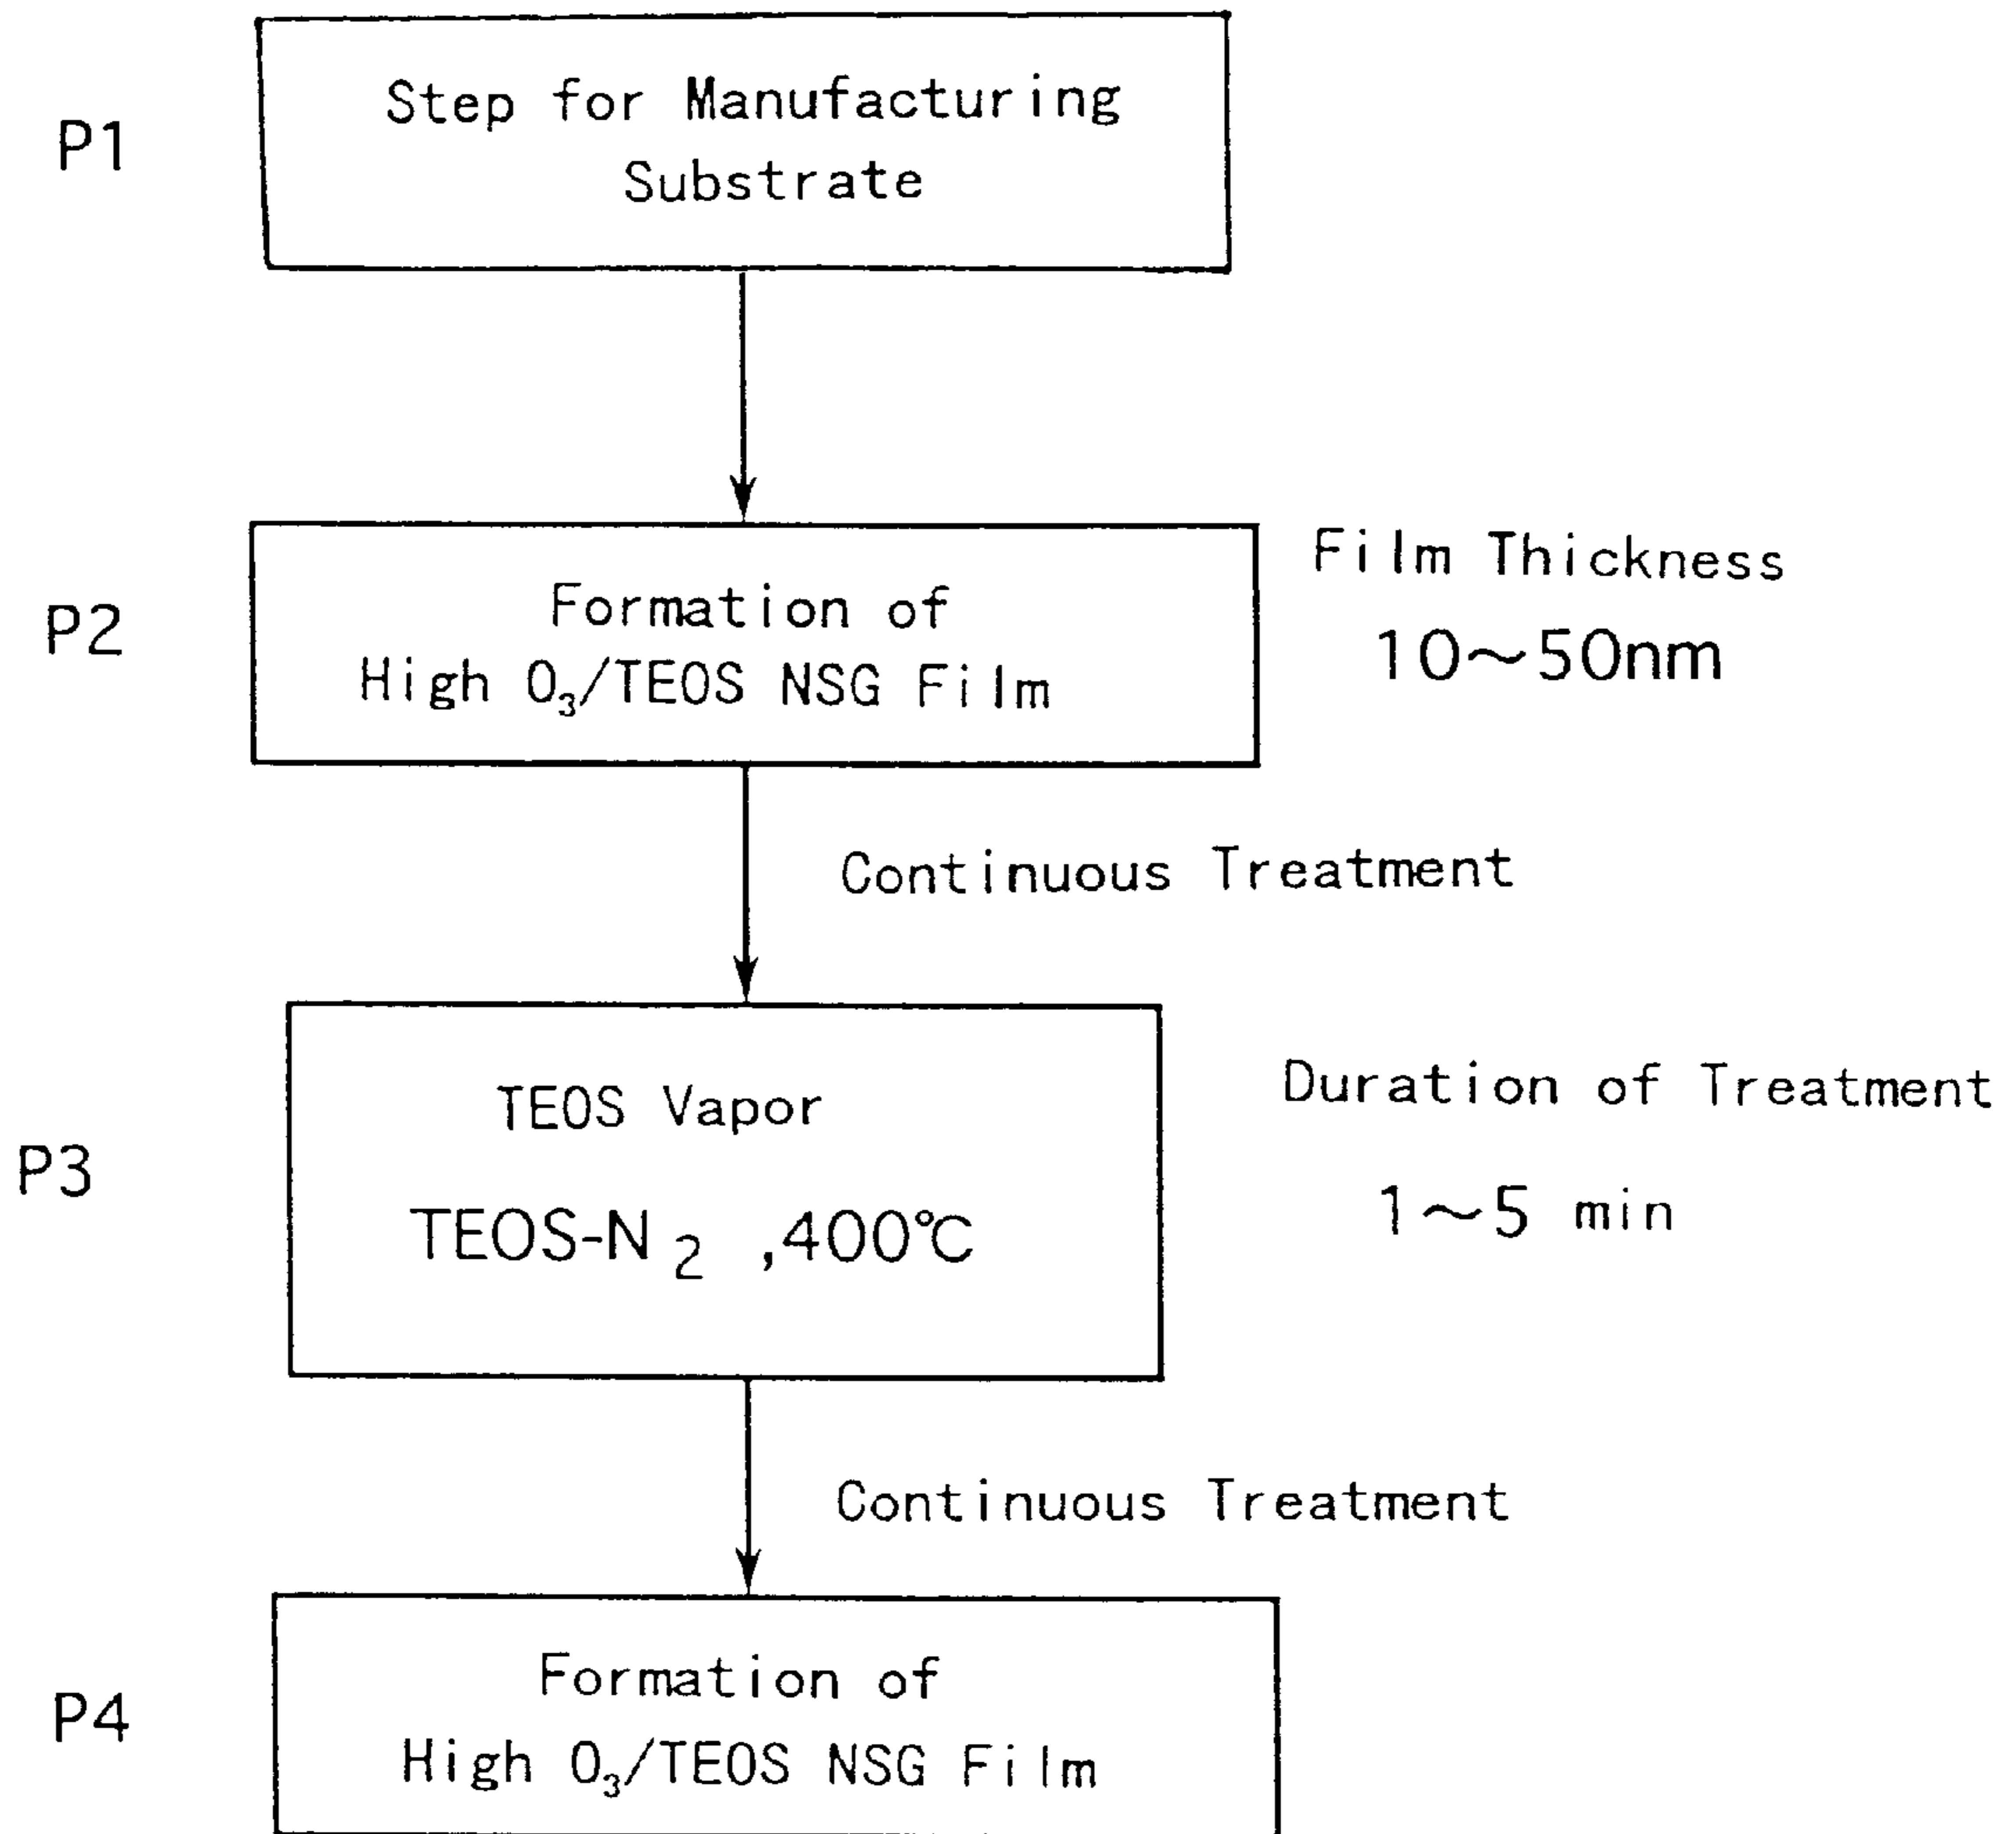 P1
Step for Manufacturing
Substrate
P2
Formation of
High O₃/TEOS NSG Film
Film Thickness
10～50nm
Continuous Treatment
P3
TEOS Vapor
TEOS-N₂ ,400℃
Duration of Treatment
1～5 min
Continuous Treatment
P4
Formation of
High O₃/TEOS NSG Film